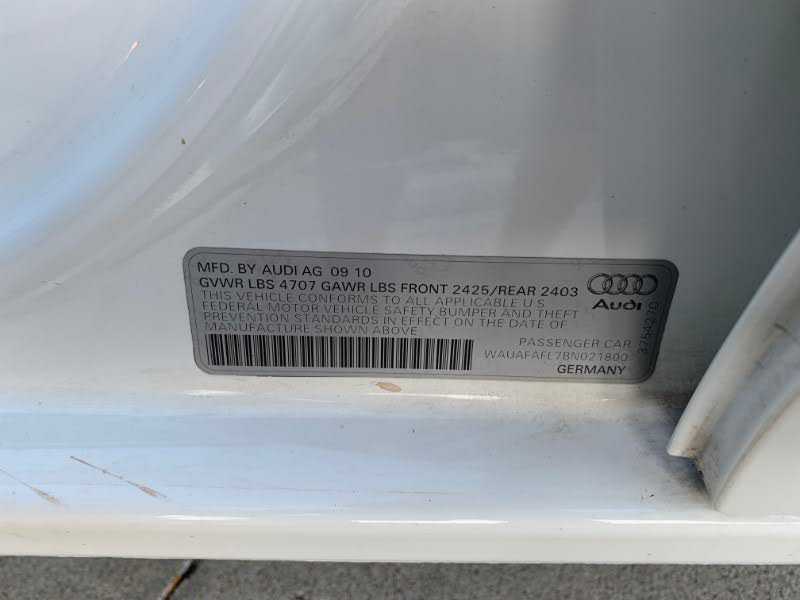 MFD. BY AUDI AG 09 10
GVWR LBS 4707 GAWR LBS FRONT 2425/REAR 2403
THIS VEHICLE CONFORMS TO ALL APPLICABLE U S
FEDERAL MOTOR VEHICLE SAFETY BUMPER AND THEFT
PREVENTION STANDARDS IN EFFECT ON THE DATE OF
MANUFACTURE SHOWN ABOVE
PASSENGER CAR
WAUAFAFL7BN021800
GERMANY
Audi